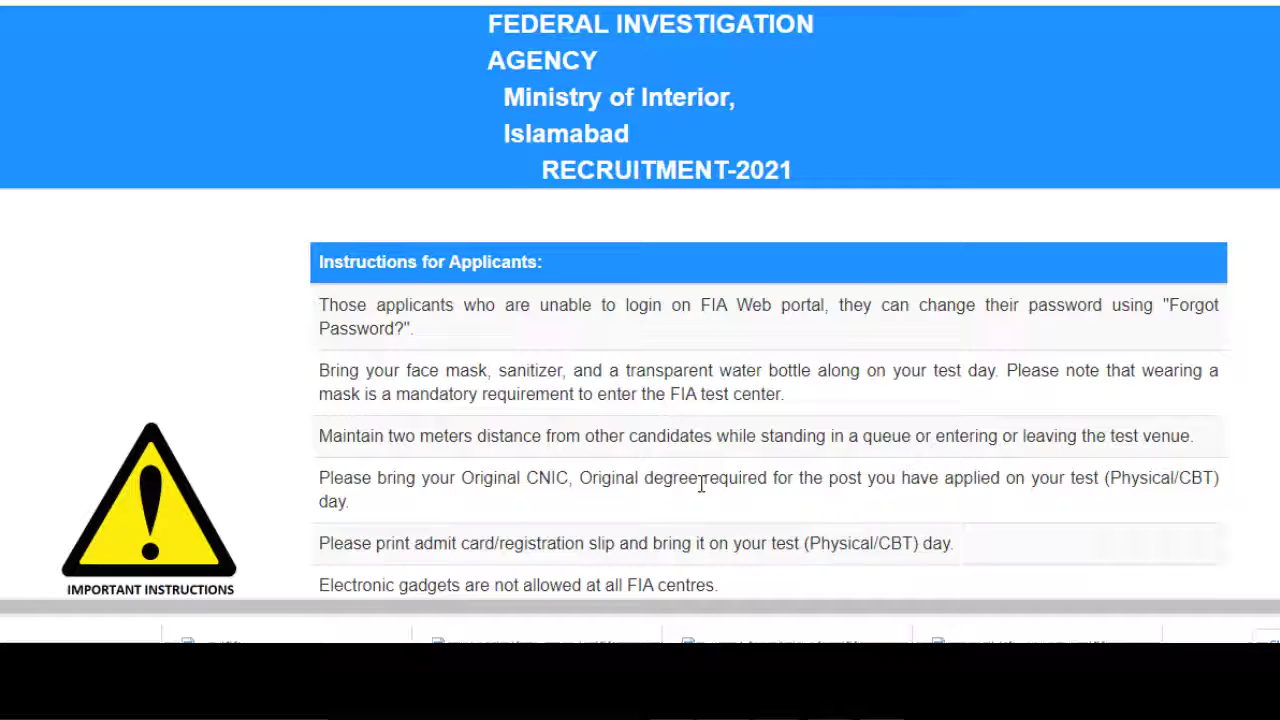 FEDERAL INVESTIGATION
AGENCY
Ministry of Interior,
Islamabad
RECRUITMENT-2021
Instructions for Applicants:
Those applicants who are unable to login on FIA Web portal, they can change their password using "Forgot
Password?".
Bring your face mask, sanitizer, and a transparent water bottle along on your test day. Please note that wearing a
mask is a mandatory requirement to enter the FIA test center.
Maintain two meters distance from other candidates while standing in a queue or entering or leaving the test venue.
Please bring your Original CNIC, Original degree required for the post you have applied on your test (Physical/CBT)
day.
Please print admit card/registration slip and bring it on your test (Physical/CBT) day.
Electronic gadgets are not allowed at all FIA centres.
IMPORTANT INSTRUCTIONS